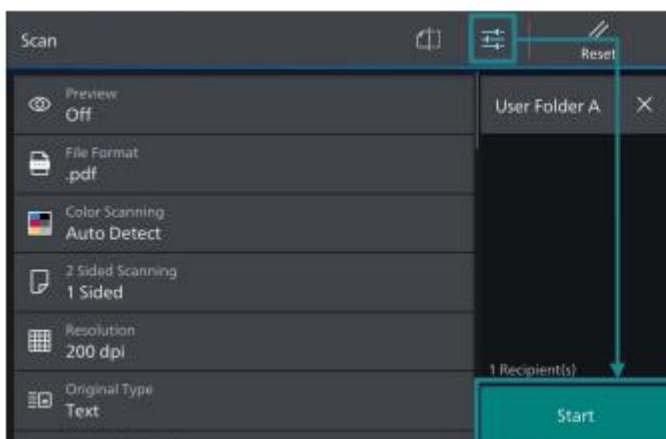 Scan
Reset
Preview
Off
User Folder A
File Format
.pdf
Color Scanning
Auto Detect
2 Sided Scanning
1 Sided
Resolution
200 dpi
1 Recipient(s)
Original Type
Text
Start